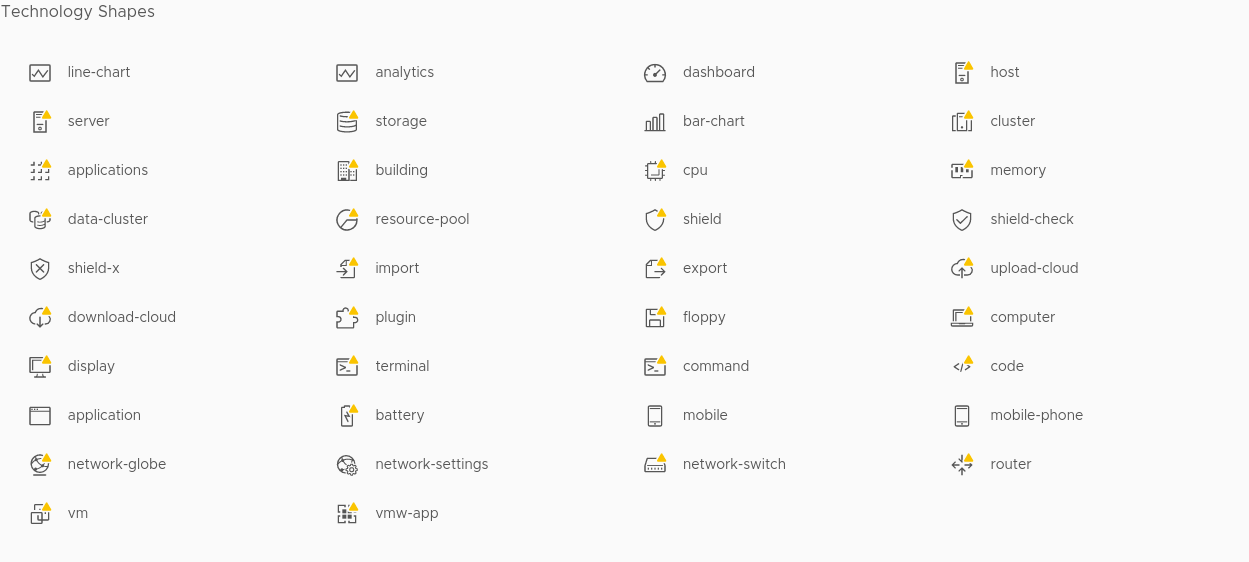 Technology Shapes
line-chart analytics dashboard host
server storage bar-chart cluster
applications building cpu memory
data-cluster resource-pool shield shield-check
shield-x import export upload-cloud
download-cloud plugin floppy computer
display terminal command code
application battery mobile mobile-phone
network-globe network-settings network-switch router
vm vmw-app